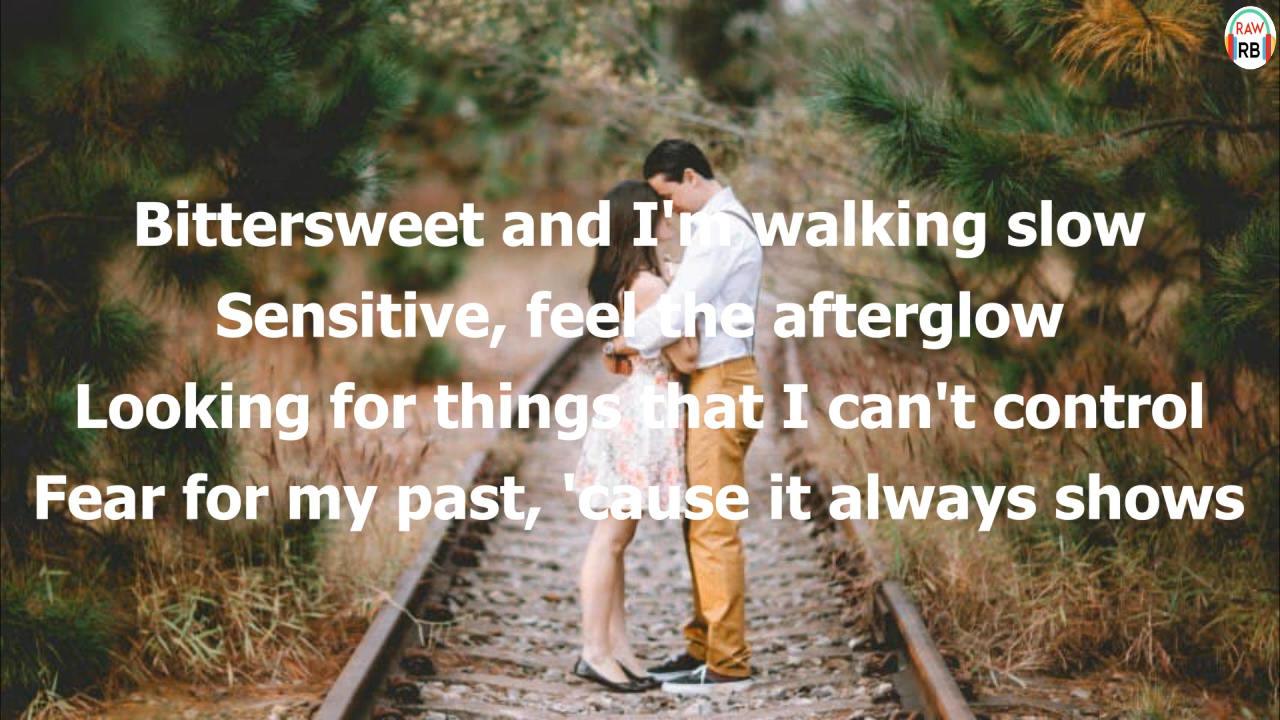 RAW
RB
Bittersweet and I'm walking slow
Sensitive, feel the afterglow
Looking for things that I can't control
Fear for my past, 'cause it always shows